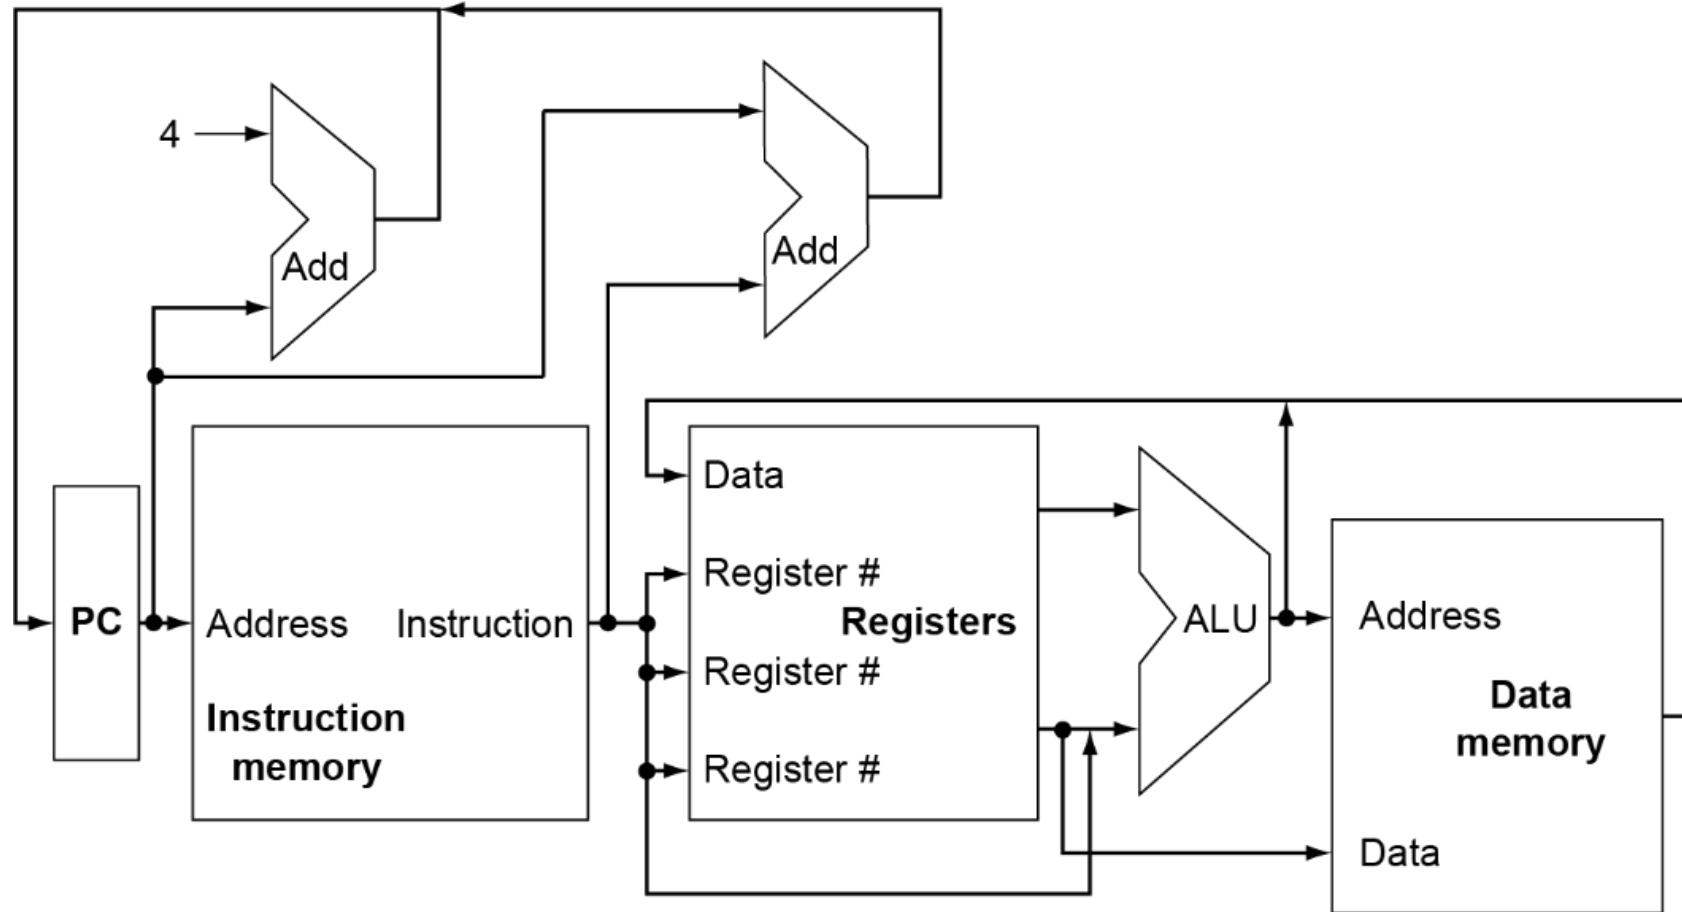 4
Add
Add
PC
Address
Instruction
Instruction
memory
Data
Register #
Registers
Register #
Register #
ALU
Address
Data
memory
Data